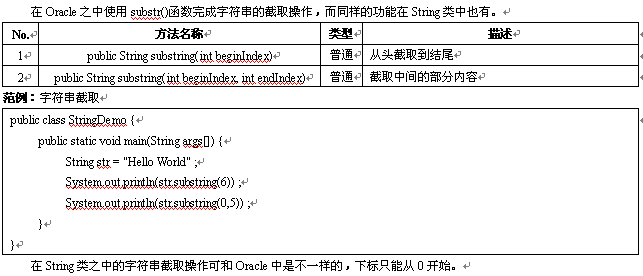 在 Oracle 之中使用 substr()函数完成字符串的截取操作，而同样的功能在 String 类中也有。
No. 方法名称 类型 描述
1 public String substring(int beginIndex) 普通 从头截取到结尾
2 public String substring(int beginIndex, int endIndex) 普通 截取中间的部分内容
范例：字符串截取
public class StringDemo {
public static void main(String args[]) {
String str = "Hello World" ;
System.out.println(str.substring(6)) ;
System.out.println(str.substring(0,5)) ;
}
}
在 String 类之中的字符串截取操作可和 Oracle 中是不一样的，下标只能从 0 开始。